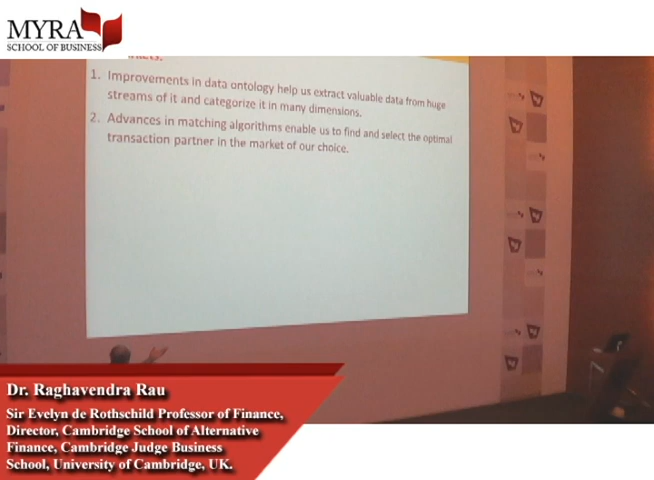 MYRA
SCHOOL OF BUSINESS
1. Improvements in data ontology help us extract valuable data from huge
streams of it and categorize it in many dimensions.
2. Advances in matching algorithms enable us to find and select the optimal
transaction partner in the market of our choice.
Dr. Raghavendra Rau
Sir Evelyn de Rothschild Professor of Finance,
Director, Cambridge School of Alternative
Finance, Cambridge Judge Business
School, University of Cambridge, UK.